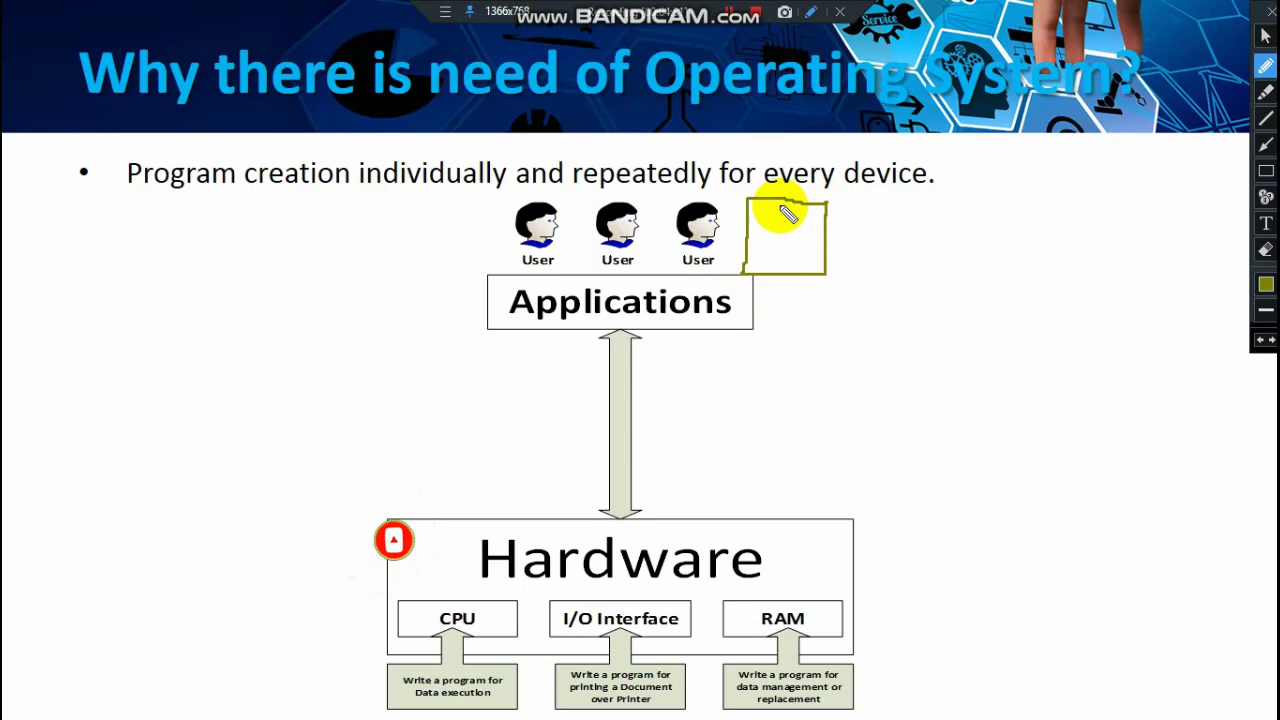 1366x768
www.BANDICAM.com
Service
Why there is need of Operating System?
• Program creation individually and repeatedly for every device.
User User User
Applications
Hardware
CPU I/O Interface RAM
Write a program for
Data execution
Write a program for
printing a Document
over Printer
Write a program for
data management or
replacement
T